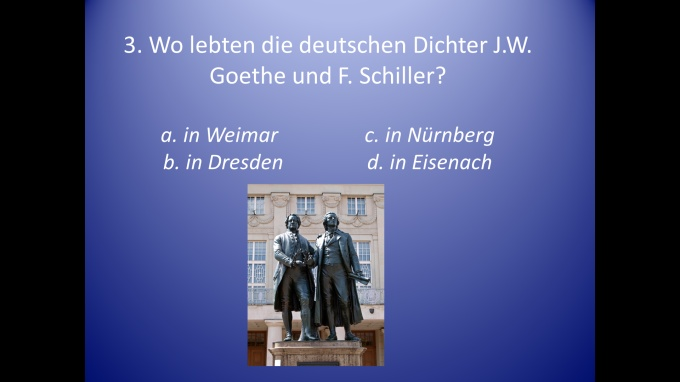 3. Wo lebten die deutschen Dichter J.W.
Goethe und F. Schiller?
a. in Weimar c. in Nürnberg
b. in Dresden d. in Eisenach